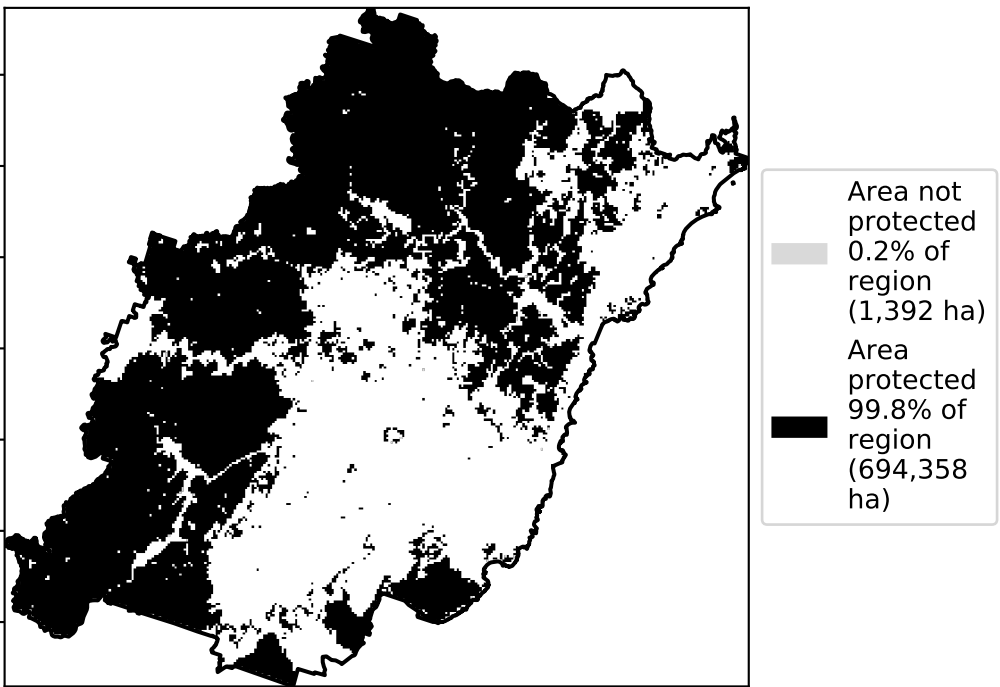 Area not
protected
0.2% of
region
(1,392 ha)
Area
protected
99.8% of
region
(694,358
ha)